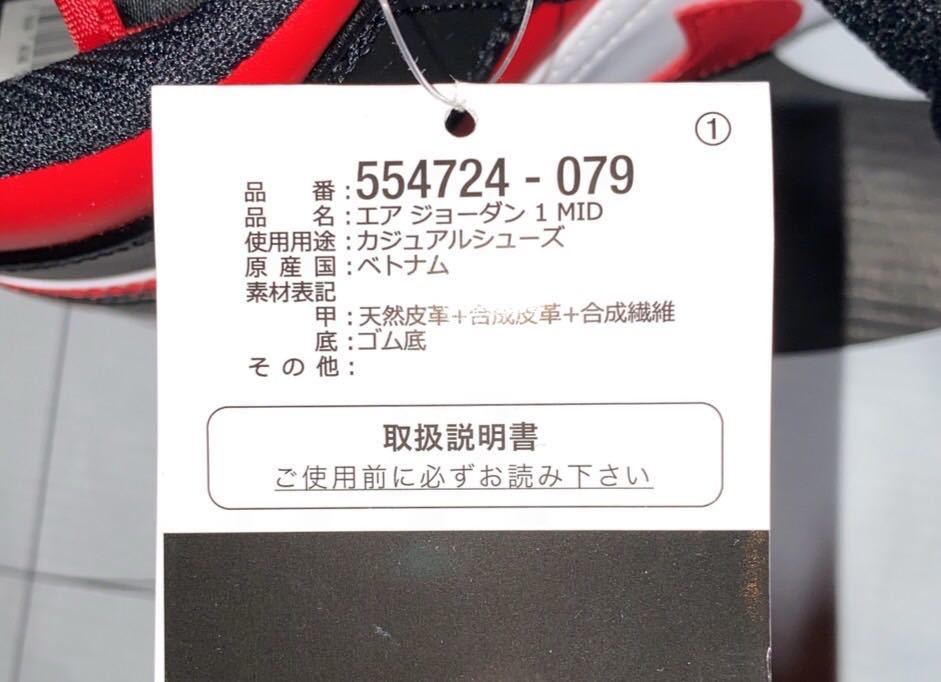 ①
品番:554724 - 079
品名:エア ジョーダン 1 MID
使用用途:カジュアルシューズ
原産国:ベトナム
素材表記
甲:天然皮革+合成皮革+合成繊維
底:ゴム底
その他:
取扱説明書
ご使用前に必ずお読み下さい